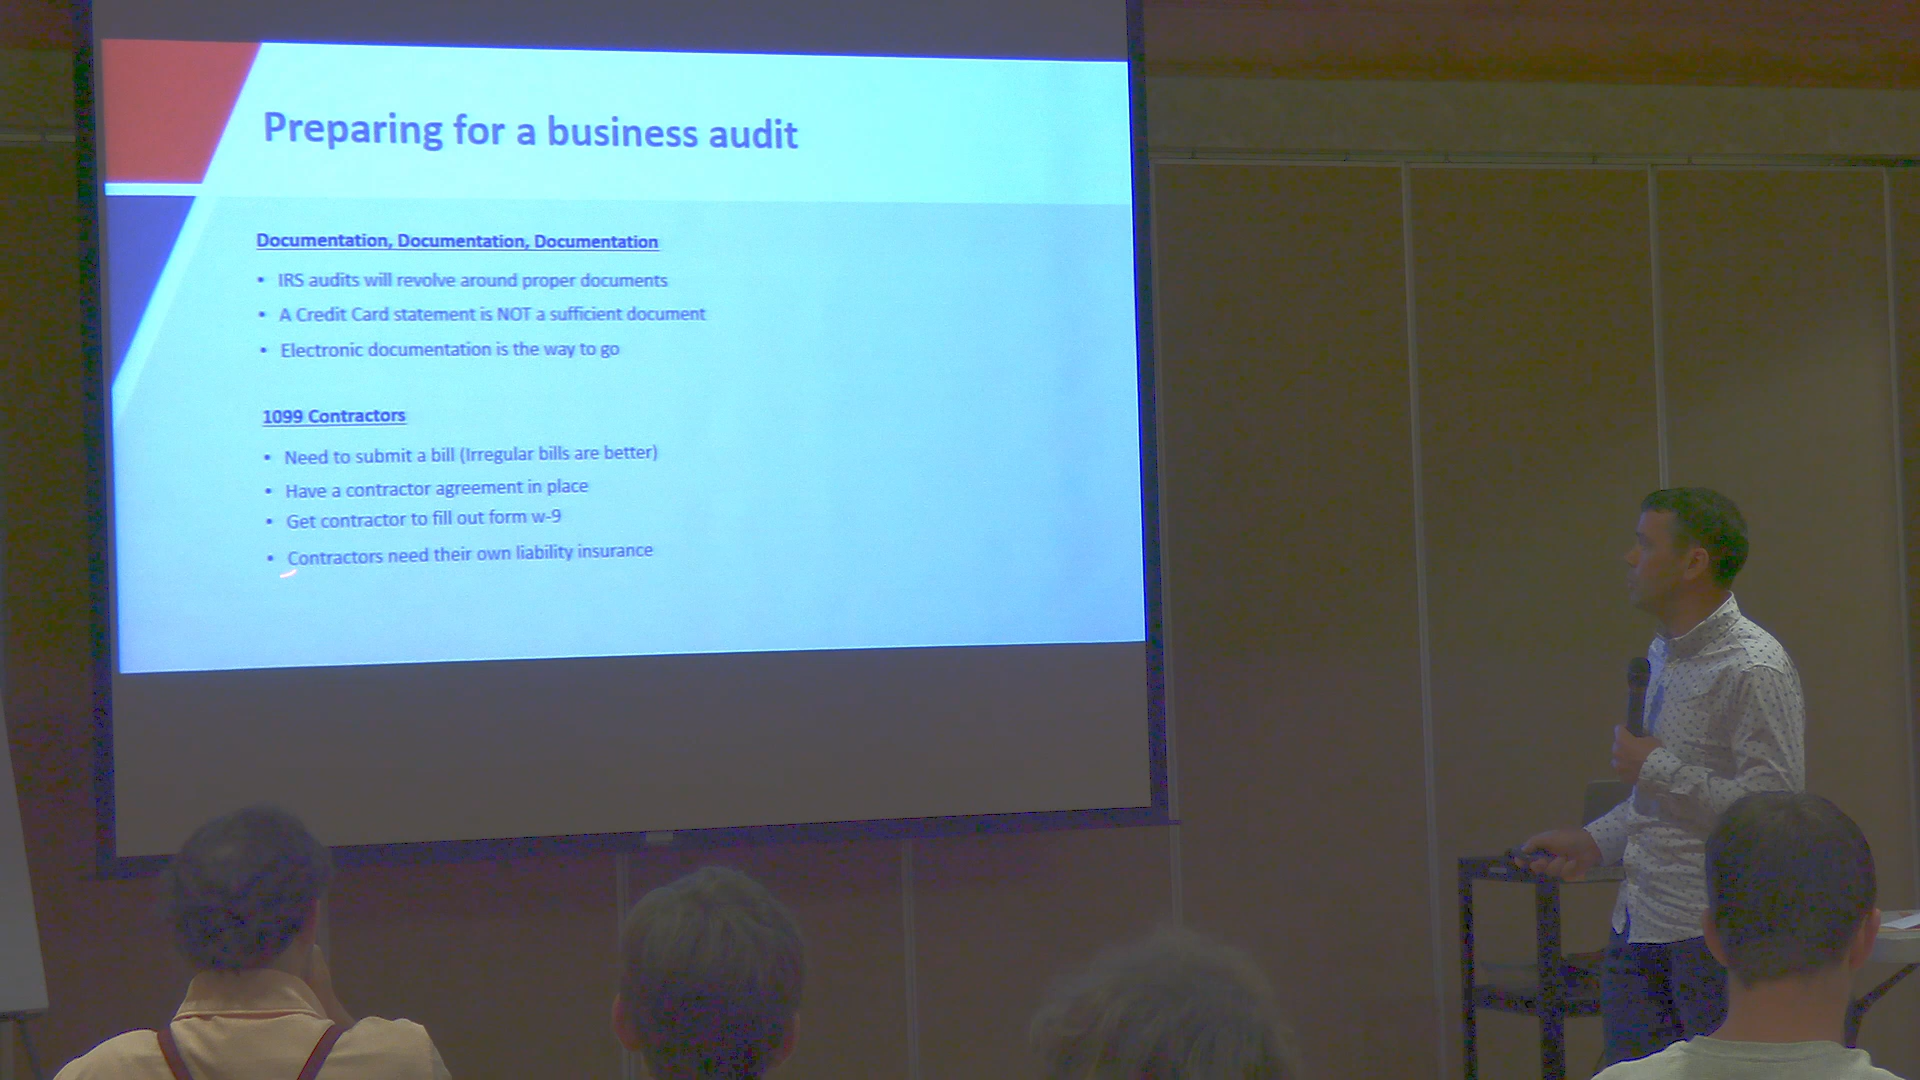 Preparing for a business audit
Documentation, Documentation, Documentation
• IRS audits will revolve around proper documents
• A Credit Card statement is NOT a sufficient document
• Electronic documentation is the way to go
1099 Contractors
• Need to submit a bill (Irregular bills are better)
• Have a contractor agreement in place
• Get contractor to fill out form w-9
• Contractors need their own liability insurance